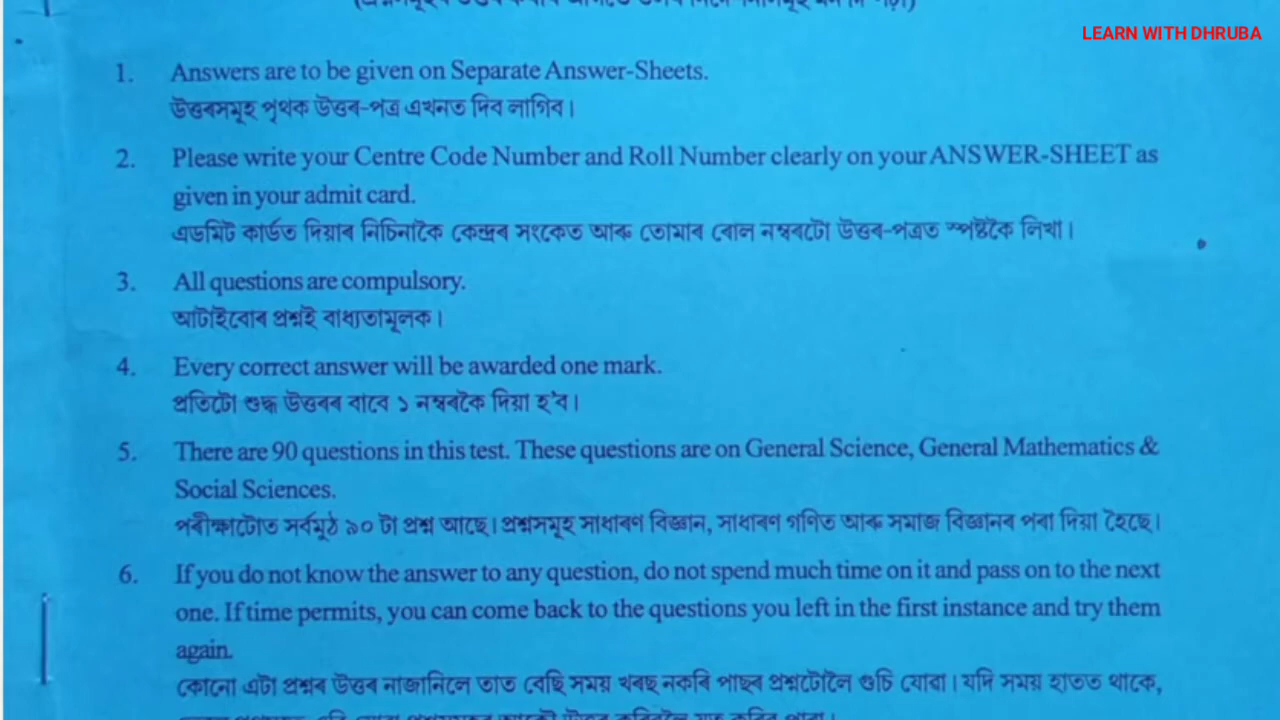 LEARN WITH DHRUBA
1. Answers are to be given on Separate Answer-Sheets.
উত্তৰসমূহ পৃথক উত্তৰ-পত্ৰ এখনত দিব লাগিব।
2. Please write your Centre Code Number and Roll Number clearly on your ANSWER-SHEET as
given in your admit card.
এডমিট কাৰ্ডত দিয়াৰ নিচিনাকৈ কেন্দ্ৰৰ সংকেত আৰু তোমাৰ ৰোল নম্বৰটো উত্তৰ-পত্ৰত স্পষ্টকৈ লিখা।
3. All questions are compulsory.
আটাইবোৰ প্ৰশ্নই বাধ্যতামূলক।
4. Every correct answer will be awarded one mark.
প্ৰতিটো শুদ্ধ উত্তৰৰ বাবে ১ নম্বৰকৈ দিয়া হ'ব।
5. There are 90 questions in this test. These questions are on General Science, General Mathematics &
Social Sciences.
পৰীক্ষাটোত সৰ্বমুঠ ৯০ টা প্ৰশ্ন আছে। প্ৰশ্নসমূহ সাধাৰণ বিজ্ঞান, সাধাৰণ গণিত আৰু সমাজ বিজ্ঞানৰ পৰা দিয়া হৈছে।
6. If you do not know the answer to any question, do not spend much time on it and pass on to the next
one. If time permits, you can come back to the questions you left in the first instance and try them
again.
কোনো এটা প্ৰশ্নৰ উত্তৰ নাজানিলে তাত বেছি সময় খৰছ নকৰি পাছৰ প্ৰশ্নটোলৈ গুচি যোৱা। যদি সময় হাতত থাকে,